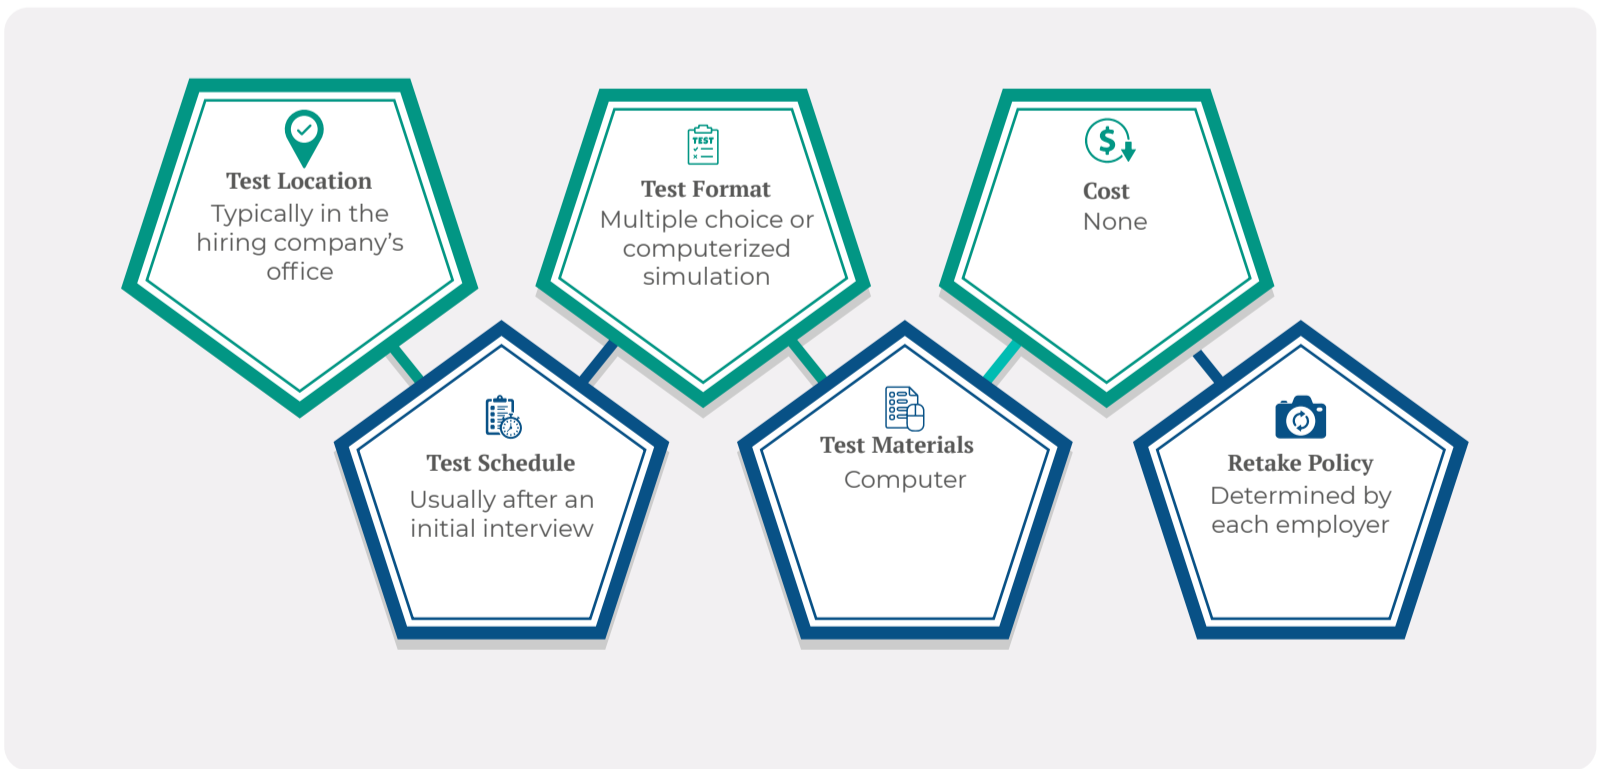 Test Location
Typically in the
hiring company’s
office
TEST
Test Format
Multiple choice or
computerized
simulation
$
Cost
None
Test Schedule
Usually after an
initial interview
Test Materials
Computer
Retake Policy
Determined by
each employer